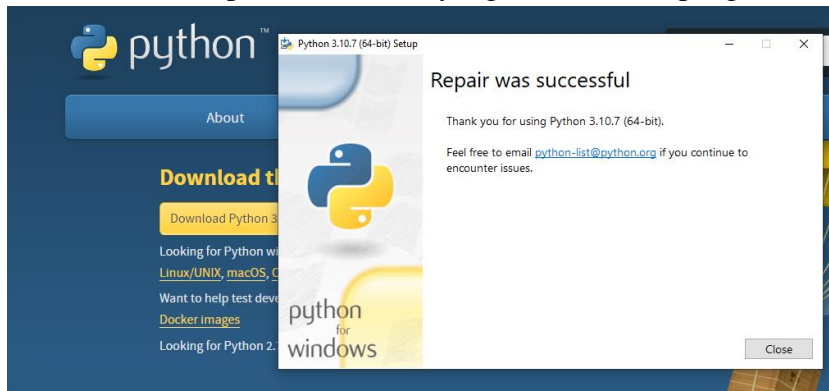 python™
About
Download t
Download Python 3
Looking for Python wi
Linux/UNIX, macOS, O
Want to help test deve
Docker images
Looking for Python 2.
Python 3.10.7 (64-bit) Setup
Repair was successful
Thank you for using Python 3.10.7 (64-bit).
Feel free to email python-list@python.org if you continue to
encounter issues.
python
for
windows
Close